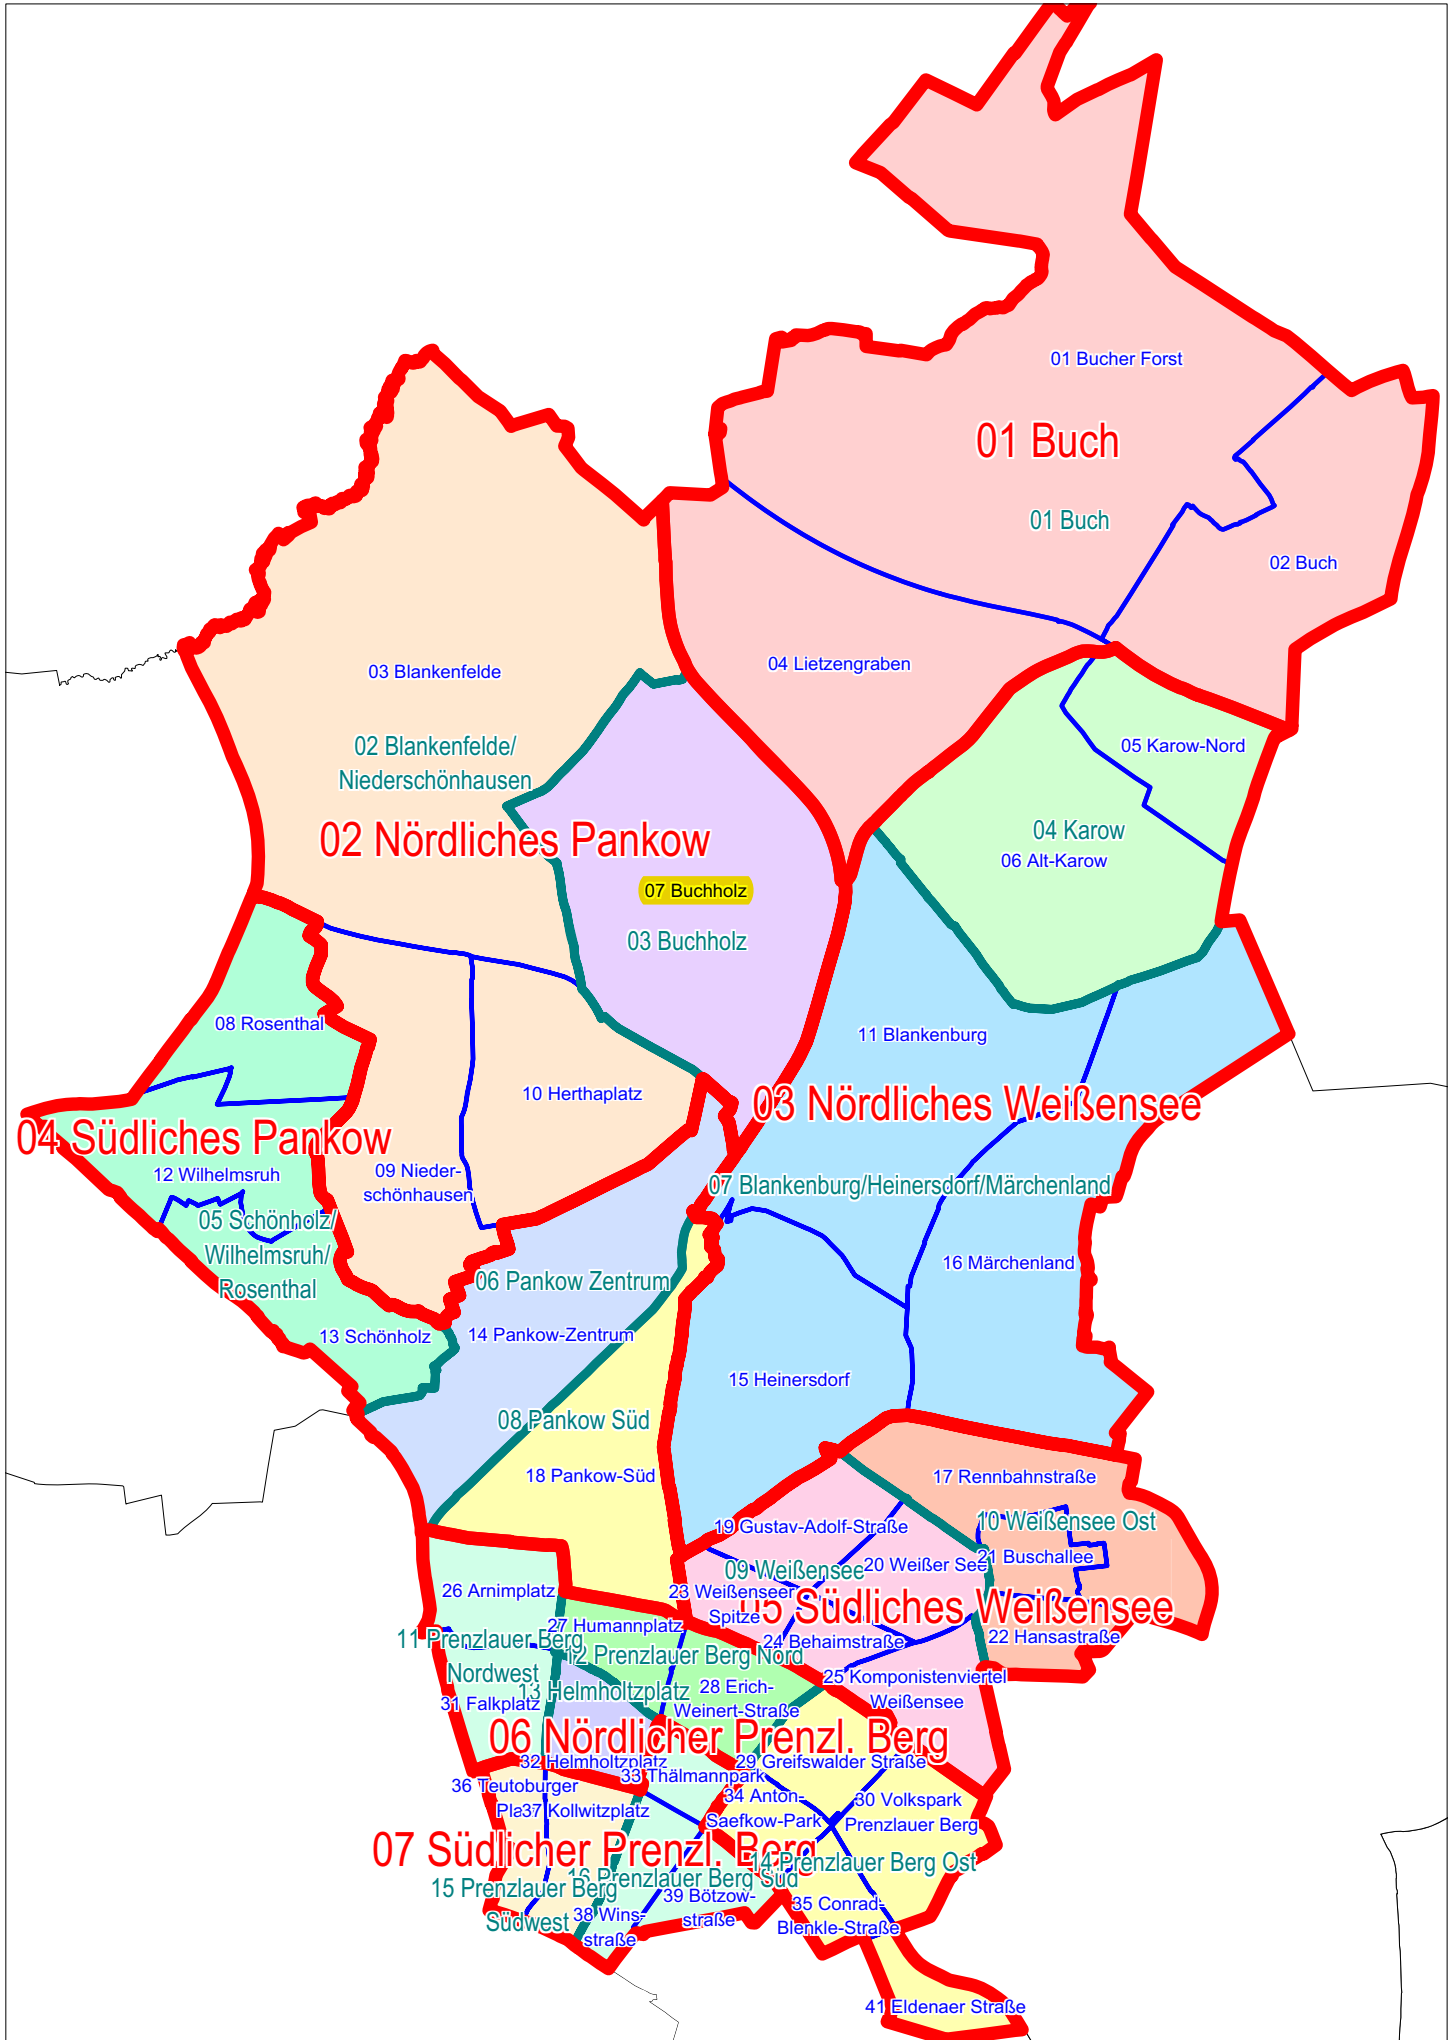 01 Bucher Forst
01 Buch
01 Buch
02 Buch
04 Lietzengraben
03 Blankenfelde
02 Blankenfelde/
Niederschönhausen
02 Nördliches Pankow
05 Karow-Nord
04 Karow
06 Alt-Karow
07 Buchholz
03 Buchholz
08 Rosenthal
11 Blankenburg
10 Herthaplatz
03 Nördliches Weißensee
04 Südliches Pankow
12 Wilhelmsruh
09 Nieder-
schönhausen
07 Blankenburg/Heinersdorf/Märchenland
05 Schönholz/
Wilhelmsruh/
Rosenthal
16 Märchenland
06 Pankow Zentrum
13 Schönholz
14 Pankow-Zentrum
15 Heinersdorf
08 Pankow Süd
18 Pankow-Süd
17 Rennbahnstraße
19 Gustav-Adolf-Straße
10 Weißensee Ost
20 Weißer See
21 Buschallee
09 Weißensee
26 Arnimplatz
23 Weißenseer
Spitze
05 Südliches Weißensee
27 Humannplatz
24 Behaimstraße
22 Hansastraße
11 Prenzlauer Berg
Nordwest
12 Prenzlauer Berg Nord
25 Komponistenviertel
Weißensee
13 Helmholtzplatz
28 Erich-
Weinert-Straße
31 Falkplatz
06 Nördlicher Prenzl. Berg
32 Helmholtzplatz
29 Greifswalder Straße
33 Thälmannpark
36 Teutoburger
Pla
37 Kollwitzplatz
34 Anton-
Saefkow-Park
30 Volkspark
Prenzlauer Berg
07 Südlicher Prenzl. Berg
14 Prenzlauer Berg Ost
16 Prenzlauer Berg Süd
15 Prenzlauer Berg
Südwest
39 Bötzow-
straße
38 Wins-
straße
35 Conrad-
Blenkle-Straße
41 Eldenaer Straße